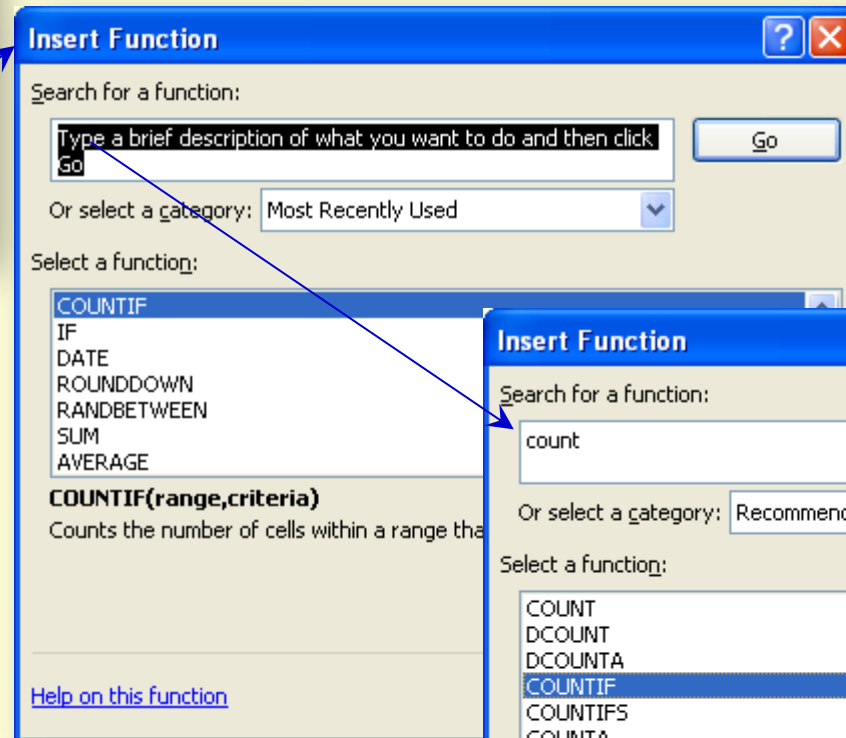 Insert Function
Search for a function:
Type a brief description of what you want to do and then click
Go
Go
Or select a category: Most Recently Used
Select a function:
COUNTIF
IF
DATE
ROUNDDOWN
RANDBETWEEN
SUM
AVERAGE
COUNTIF(range,criteria)
Counts the number of cells within a range tha
Help on this function
Insert Function
Search for a function:
count
Or select a category: Recommend
Select a function:
COUNT
DCOUNT
DCOUNTA
COUNTIF
COUNTIFS
COUNTA